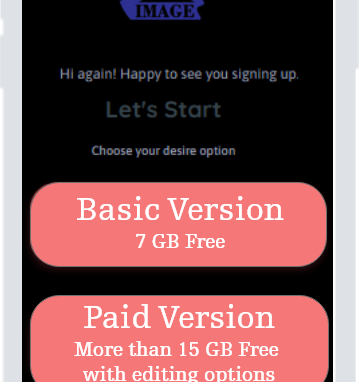 IMAGE
Hi again! Happy to see you signing up.
Let's Start
Choose your desire option
Basic Version
7 GB Free
Paid Version
More than 15 GB Free
with editing options